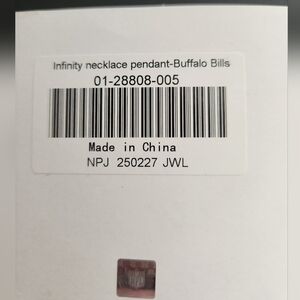 Infinity necklace pendant-Buffalo Bills
01-28808-005
Made in China
NPJ 250227 JWL